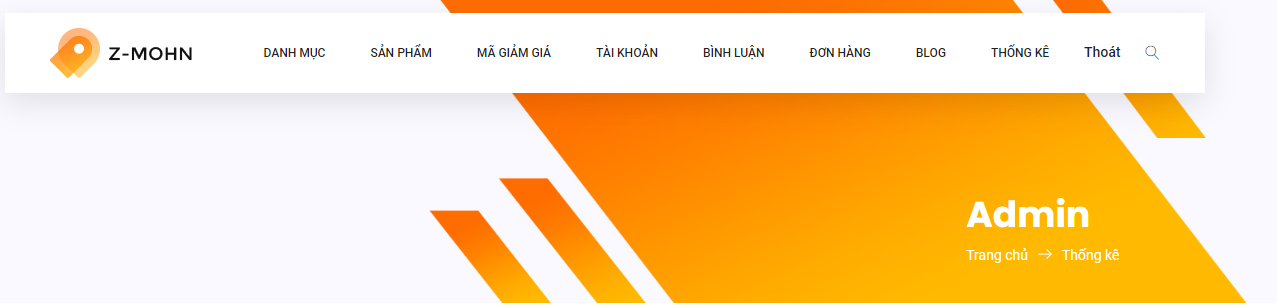 Z-MOHN DANH MỤC SẢN PHẨM MÃ GIẢM GIÁ TÀI KHOẢN BÌNH LUẬN ĐƠN HÀNG BLOG THỐNG KÊ Thoát
Admin
Trang chủ → Thống kê